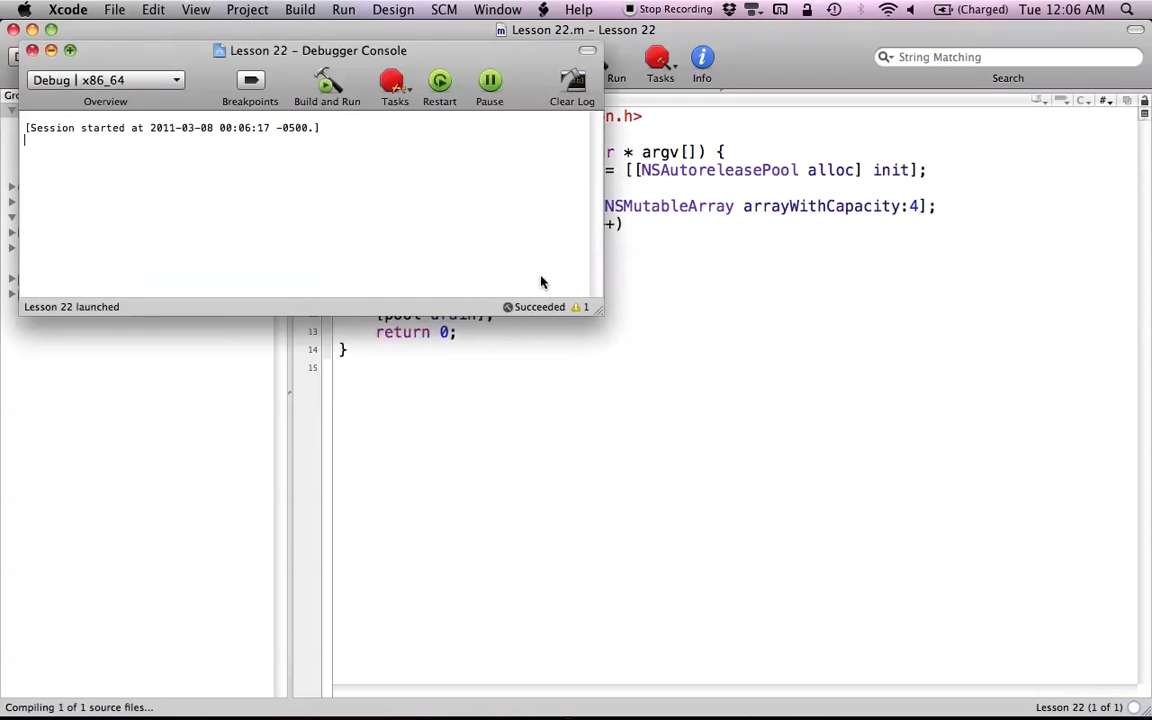 Xcode File Edit View Project Build Run Design SCM Window Help Stop Recording (Charged) Tue 12:06 AM
Lesson 22.m - Lesson 22
Lesson 22 - Debugger Console
Debug | x86_64
Overview Breakpoints Build and Run Tasks Restart Pause Clear Log
Run Tasks Info
String Matching
Search
[Session started at 2011-03-08 00:06:17 -0500.]
Lesson 22 launched
Succeeded 1
Gro
n.h>
r * argv[]) {
= [[NSAutoreleasePool alloc] init];
NSMutableArray arrayWithCapacity:4];
++)
[pool drain];
13 return 0;
14 }
15
Compiling 1 of 1 source files...
Lesson 22 (1 of 1)